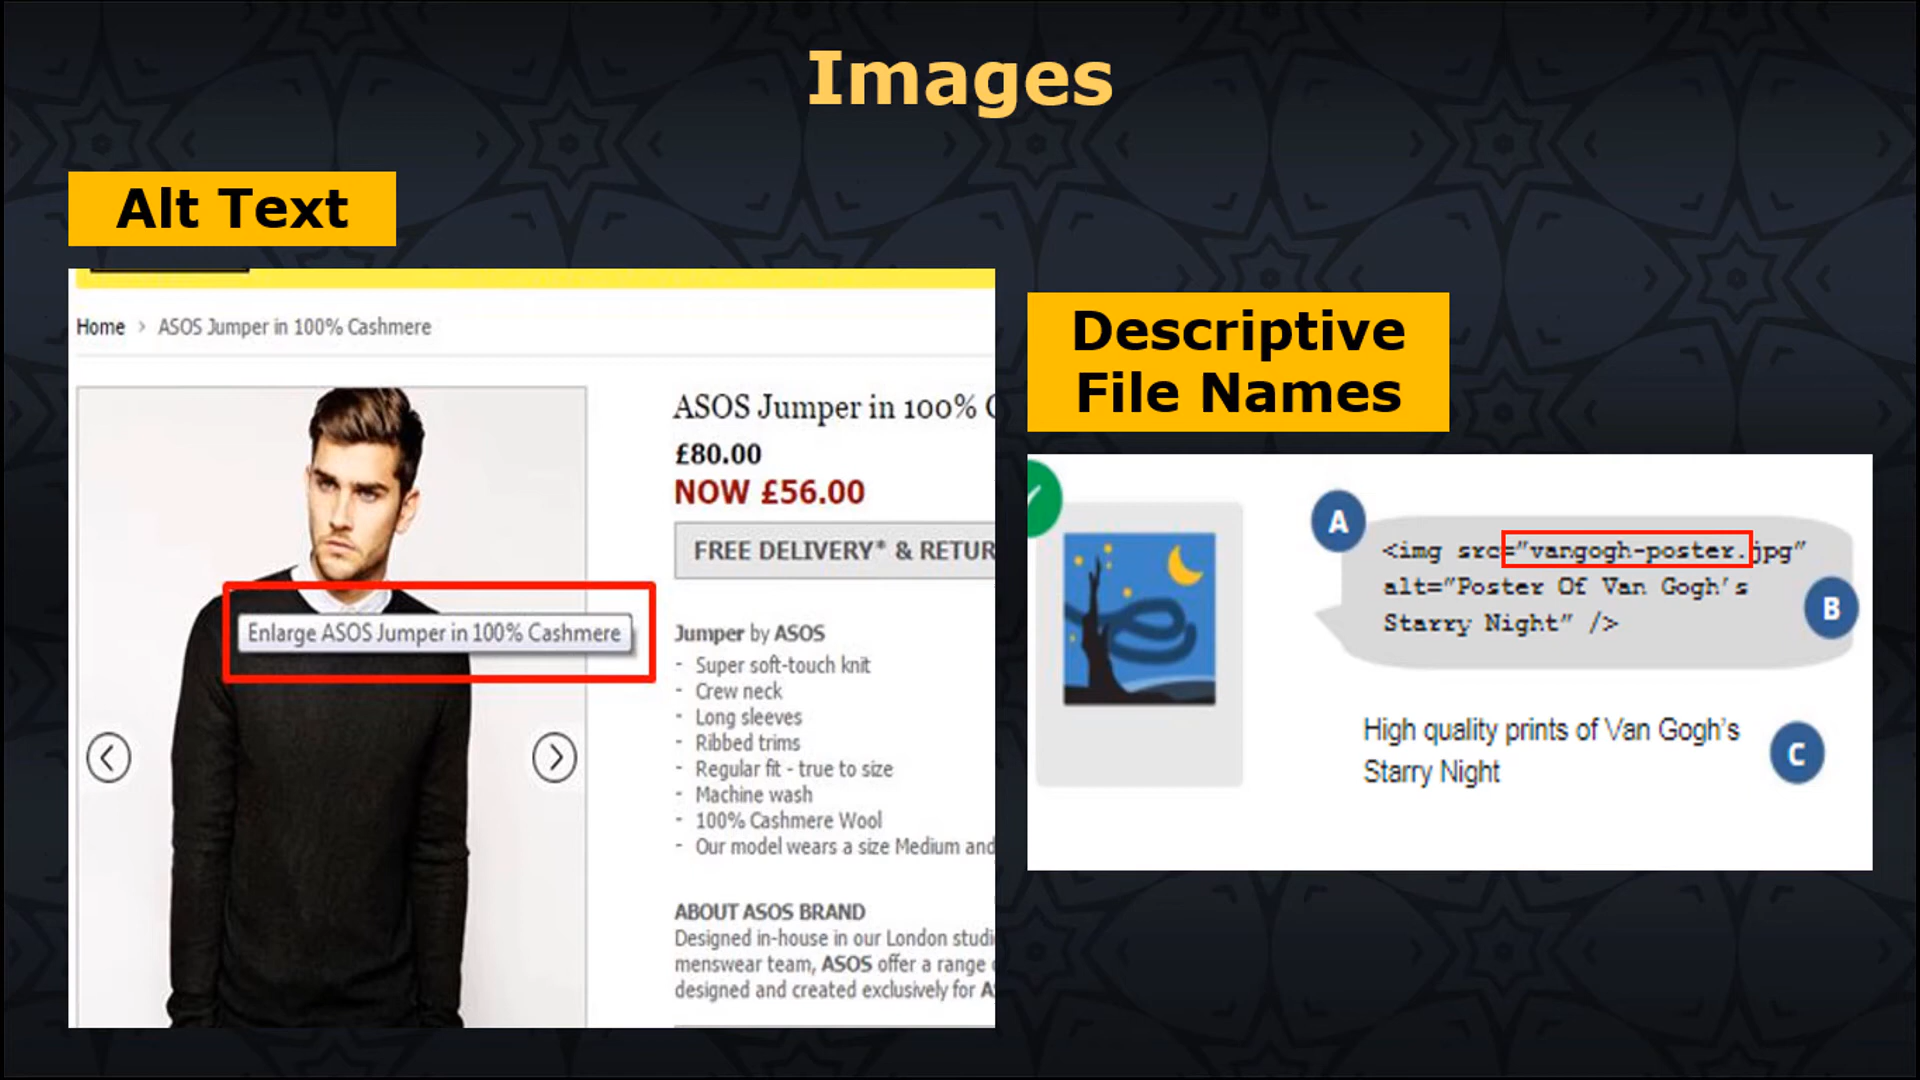 Images
Alt Text
Home > ASOS Jumper in 100% Cashmere
ASOS Jumper in 100%
£80.00
NOW £56.00
FREE DELIVERY* & RETUR
Enlarge ASOS Jumper in 100% Cashmere
Jumper by ASOS
- Super soft-touch knit
- Crew neck
- Long sleeves
- Ribbed trims
- Regular fit - true to size
- Machine wash
- 100% Cashmere Wool
- Our model wears a size Medium and
ABOUT ASOS BRAND
Designed in-house in our London studi
menswear team, ASOS offer a range
designed and created exclusively for A
Descriptive
File Names
A
<img src="vangogh-poster.jpg"
alt="Poster Of Van Gogh's
Starry Night" />
B
High quality prints of Van Gogh's
Starry Night
C